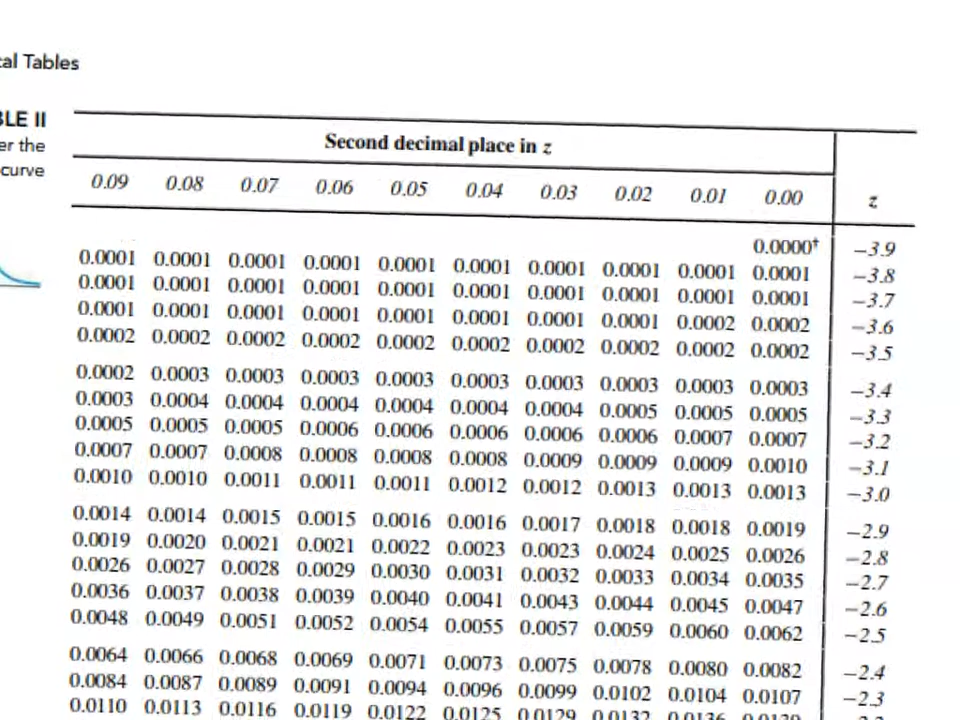 cal Tables
BLE II
er the
curve
Second decimal place in z
0.09 0.08 0.07 0.06 0.05 0.04 0.03 0.02 0.01 0.00 z
0.0000† −3.9
0.0001 0.0001 0.0001 0.0001 0.0001 0.0001 0.0001 0.0001 0.0001 0.0001 −3.8
0.0001 0.0001 0.0001 0.0001 0.0001 0.0001 0.0001 0.0001 0.0001 0.0001 −3.7
0.0001 0.0001 0.0001 0.0001 0.0001 0.0001 0.0001 0.0001 0.0002 0.0002 −3.6
0.0002 0.0002 0.0002 0.0002 0.0002 0.0002 0.0002 0.0002 0.0002 0.0002 −3.5
0.0002 0.0003 0.0003 0.0003 0.0003 0.0003 0.0003 0.0003 0.0003 0.0003 −3.4
0.0003 0.0004 0.0004 0.0004 0.0004 0.0004 0.0004 0.0005 0.0005 0.0005 −3.3
0.0005 0.0005 0.0005 0.0006 0.0006 0.0006 0.0006 0.0006 0.0007 0.0007 −3.2
0.0007 0.0007 0.0008 0.0008 0.0008 0.0008 0.0009 0.0009 0.0009 0.0010 −3.1
0.0010 0.0010 0.0011 0.0011 0.0011 0.0012 0.0012 0.0013 0.0013 0.0013 −3.0
0.0014 0.0014 0.0015 0.0015 0.0016 0.0016 0.0017 0.0018 0.0018 0.0019 −2.9
0.0019 0.0020 0.0021 0.0021 0.0022 0.0023 0.0023 0.0024 0.0025 0.0026 −2.8
0.0026 0.0027 0.0028 0.0029 0.0030 0.0031 0.0032 0.0033 0.0034 0.0035 −2.7
0.0036 0.0037 0.0038 0.0039 0.0040 0.0041 0.0043 0.0044 0.0045 0.0047 −2.6
0.0048 0.0049 0.0051 0.0052 0.0054 0.0055 0.0057 0.0059 0.0060 0.0062 −2.5
0.0064 0.0066 0.0068 0.0069 0.0071 0.0073 0.0075 0.0078 0.0080 0.0082 −2.4
0.0084 0.0087 0.0089 0.0091 0.0094 0.0096 0.0099 0.0102 0.0104 0.0107 −2.3
0.0110 0.0113 0.0116 0.0119 0.0122 0.0125 0.0129 0.0132 0.0136